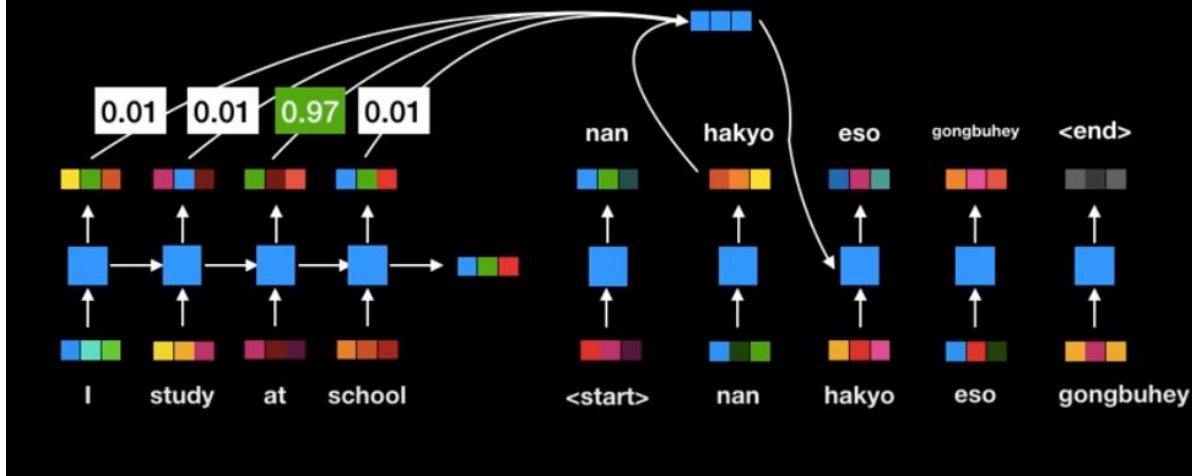 0.01 0.01 0.97 0.01
nan hakyo eso gongbuhey <end>
I study at school <start> nan hakyo eso gongbuhey